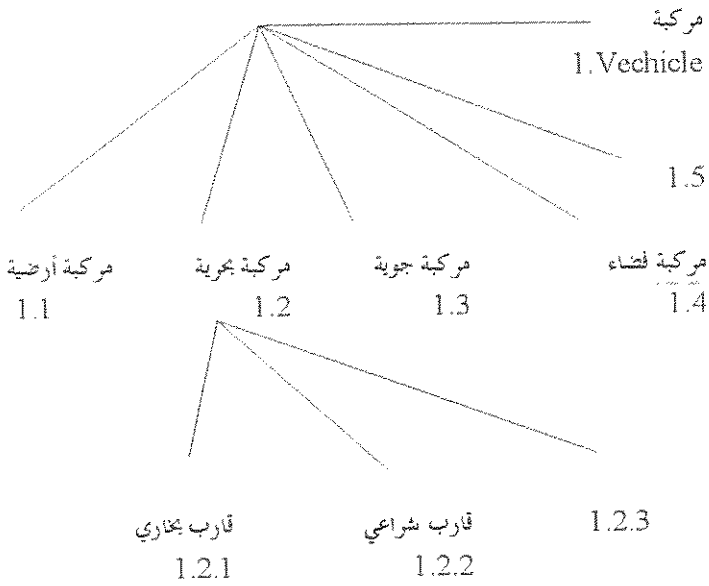 مركبة
1.Vechicle
1.5
مركبة أرضية
مركبة بحرية
مركبة جوية
مركبة فضاء
1.1
1.2
1.3
1.4
قارب بخاري
قارب شراعي
1.2.3
1.2.1
1.2.2